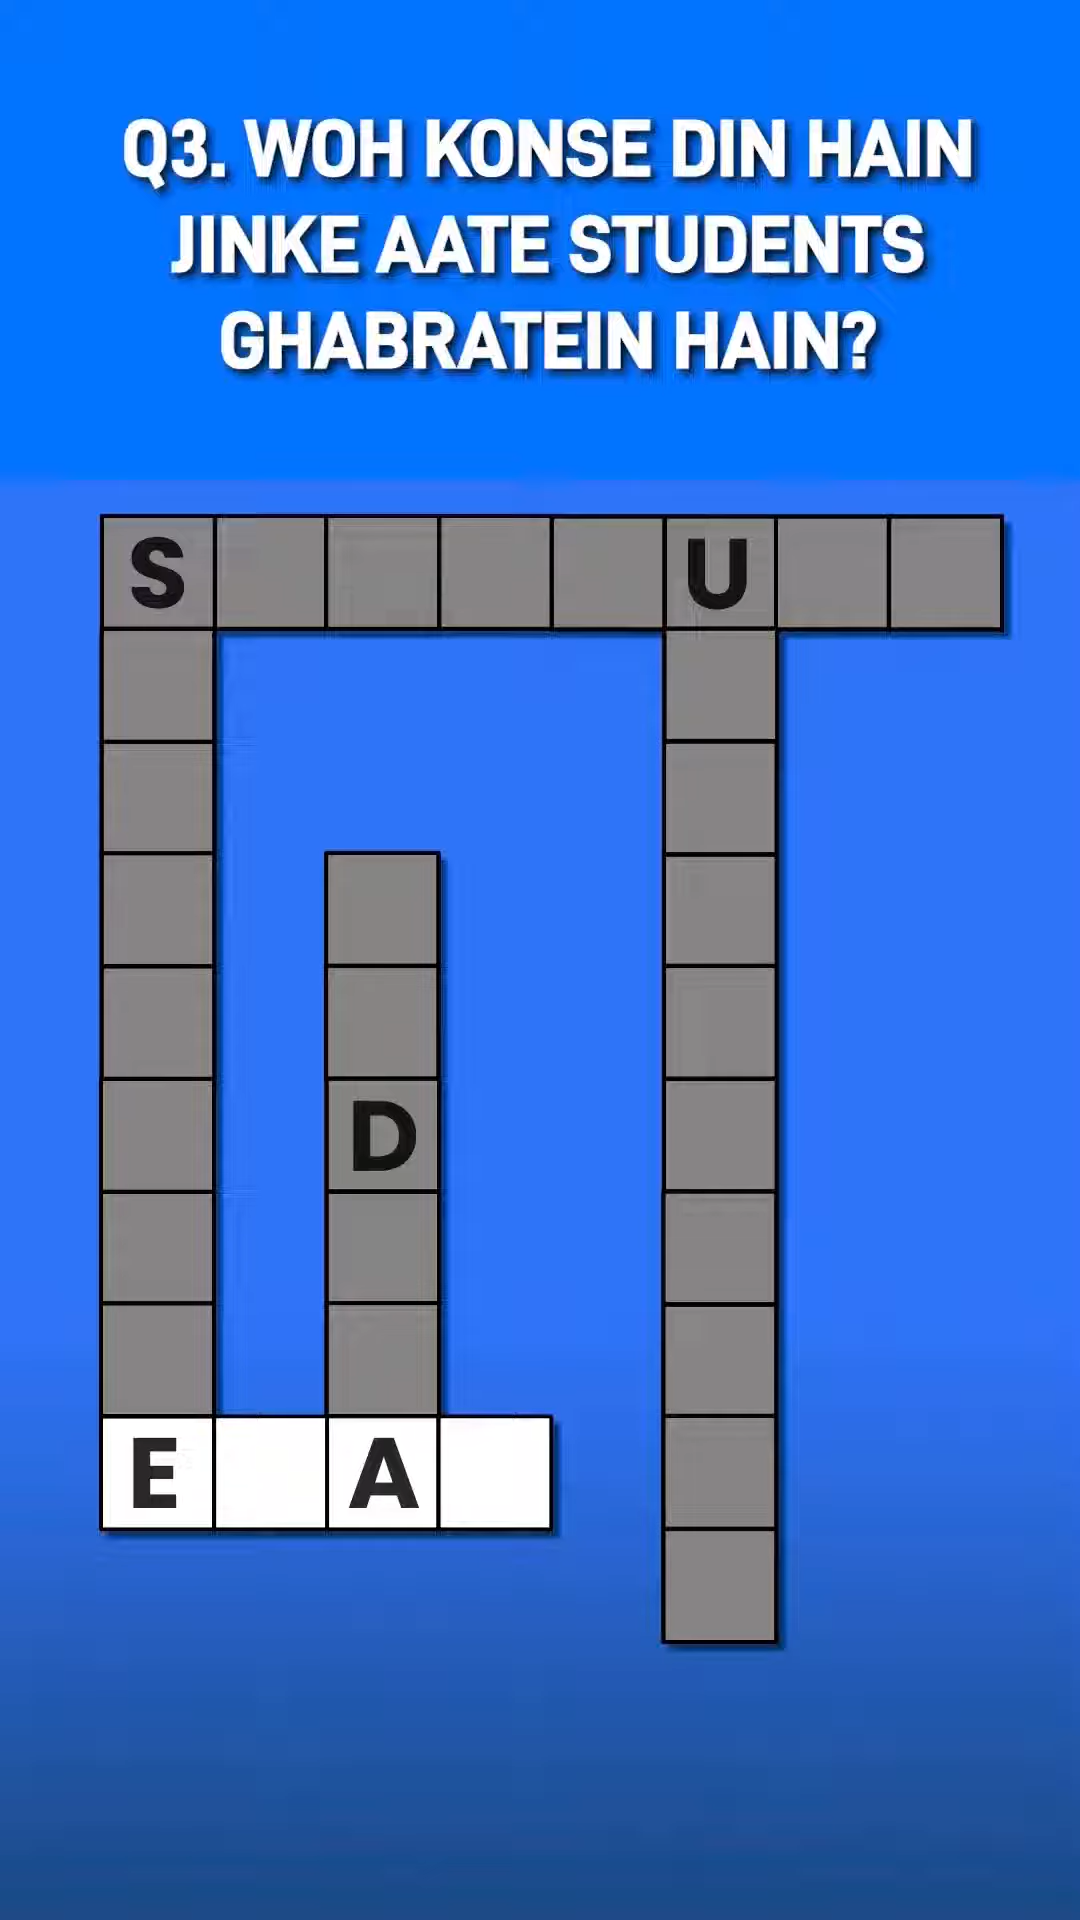 Q3. WOH KONSE DIN HAIN
JINKE AATE STUDENTS
GHABRATEIN HAIN?
S U
D
E A